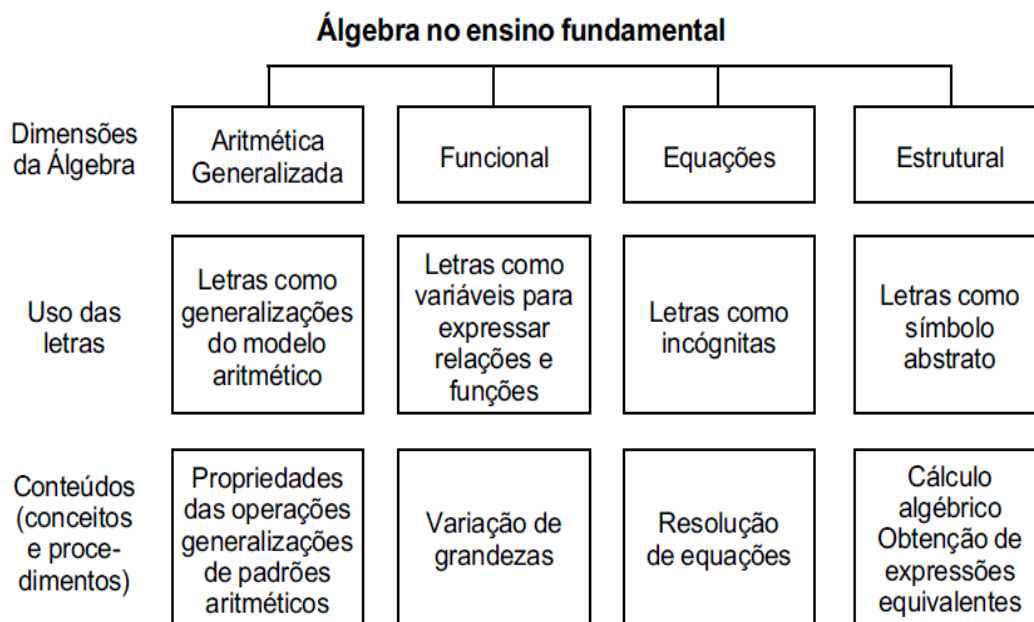 Álgebra no ensino fundamental
Dimensões
da Álgebra
Aritmética
Generalizada
Funcional
Equações
Estrutural
Uso das
letras
Letras como
generalizações
do modelo
aritmético
Letras como
variáveis para
expressar
relações e
funções
Letras como
incógnitas
Letras como
símbolo
abstrato
Conteúdos
(conceitos
e proce-
dimentos)
Propriedades
das operações
generalizações
de padrões
aritméticos
Variação de
grandezas
Resolução
de equações
Cálculo
algébrico
Obtenção de
expressões
equivalentes